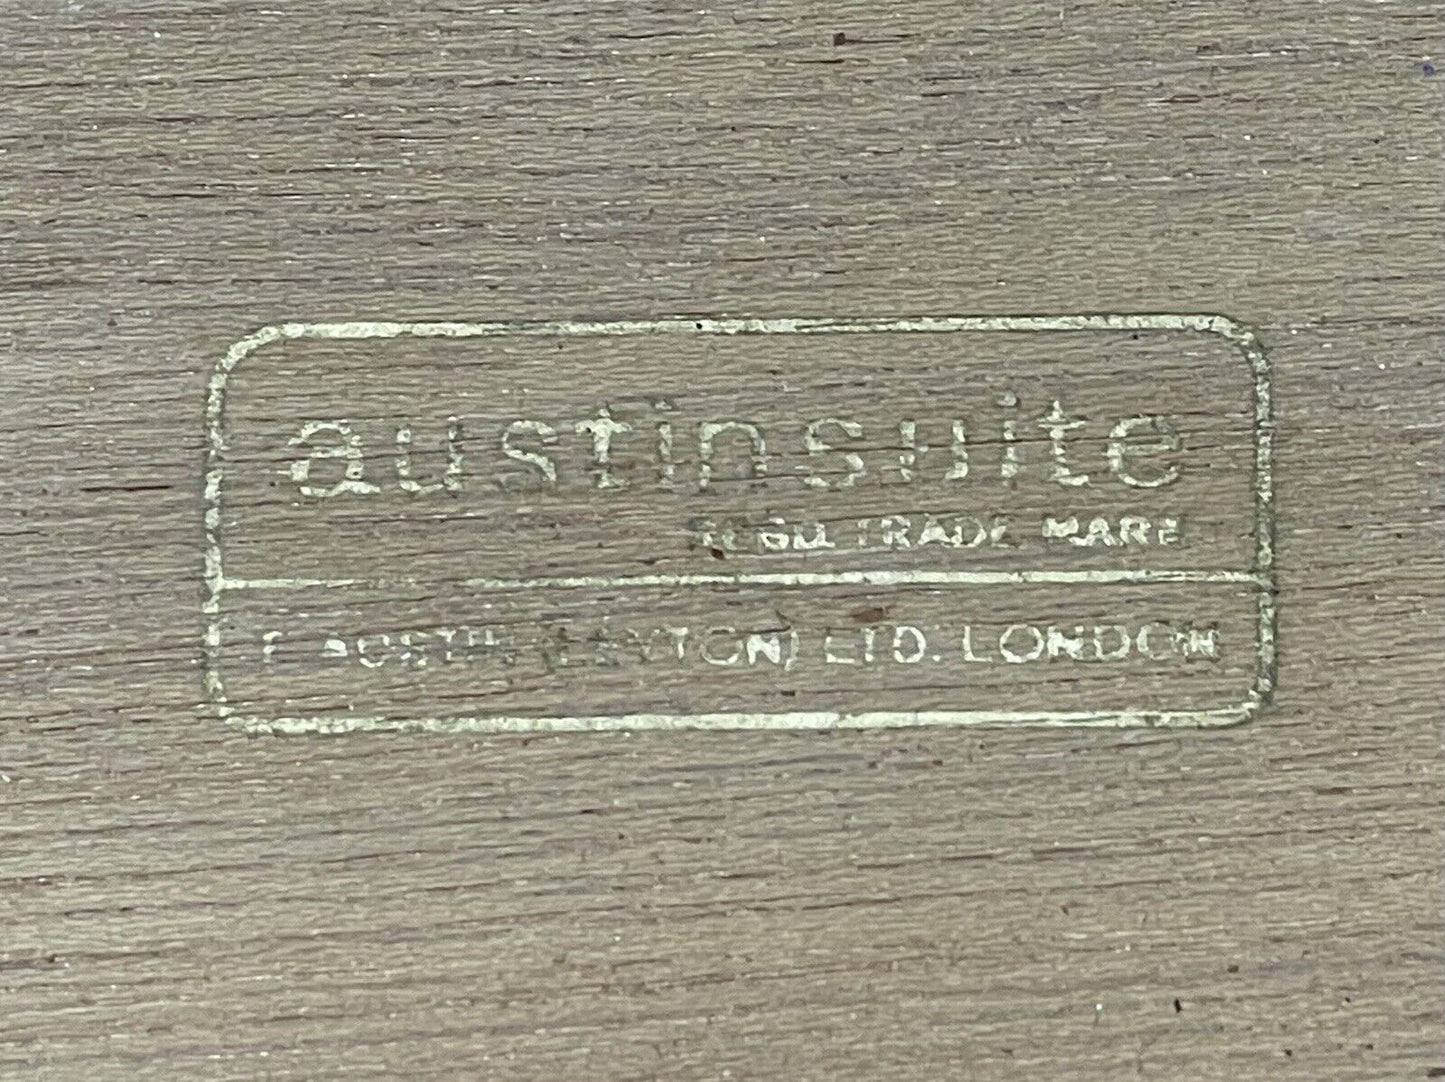 austinsuite
REGD. TRADE MARK
F. AUSTIN (LEYTON) LTD. LONDON